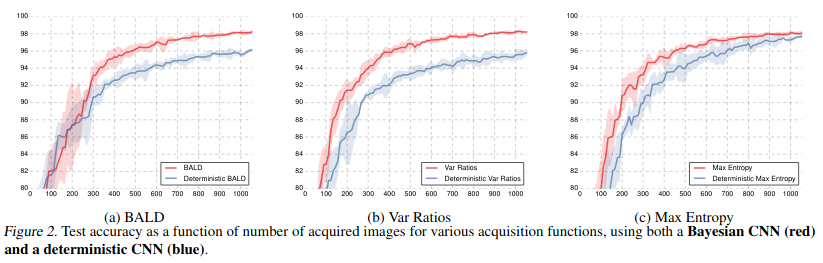 100
98
96
94
92
90
88
86
84
82
80
0 100 200 300 400 500 600 700 800 900 1000
BALD
Deterministic BALD
(a) BALD
100
98
96
94
92
90
88
86
84
82
80
0 100 200 300 400 500 600 700 800 900 1000
Var Ratios
Deterministic Var Ratios
(b) Var Ratios
100
98
96
94
92
90
88
86
84
82
80
0 100 200 300 400 500 600 700 800 900 1000
Max Entropy
Deterministic Max Entropy
(c) Max Entropy
Figure 2. Test accuracy as a function of number of acquired images for various acquisition functions, using both a Bayesian CNN (red)
and a deterministic CNN (blue).